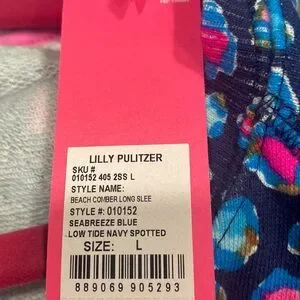 LILLY PULITZER
SKU #
010152 405 2SS L
STYLE NAME:
BEACH COMBER LONG SLEE
STYLE #: 010152
SEABREEZE BLUE
LOW TIDE NAVY SPOTTED
SIZE: L
889069 905293